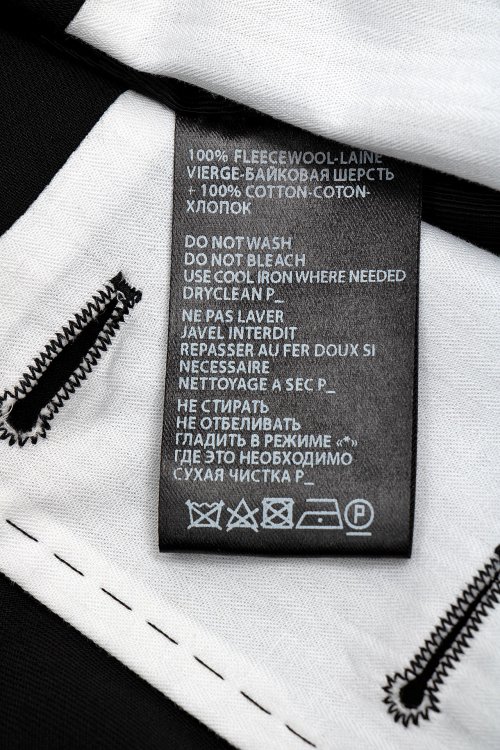 100% FLEECEWOOL-LAINE
VIERGE-БАЙКОВАЯ ШЕРСТЬ
+ 100% COTTON-COTON-
ХЛОПОК
DO NOT WASH
DO NOT BLEACH
USE COOL IRON WHERE NEEDED
DRYCLEAN P_
NE PAS LAVER
JAVEL INTERDIT
REPASSER AU FER DOUX SI
NECESSAIRE
NETTOYAGE A SEC P_
НЕ СТИРАТЬ
НЕ ОТБЕЛИВАТЬ
ГЛАДИТЬ В РЕЖИМЕ «*»
ГДЕ ЭТО НЕОБХОДИМО
СУХАЯ ЧИСТКА P_
P